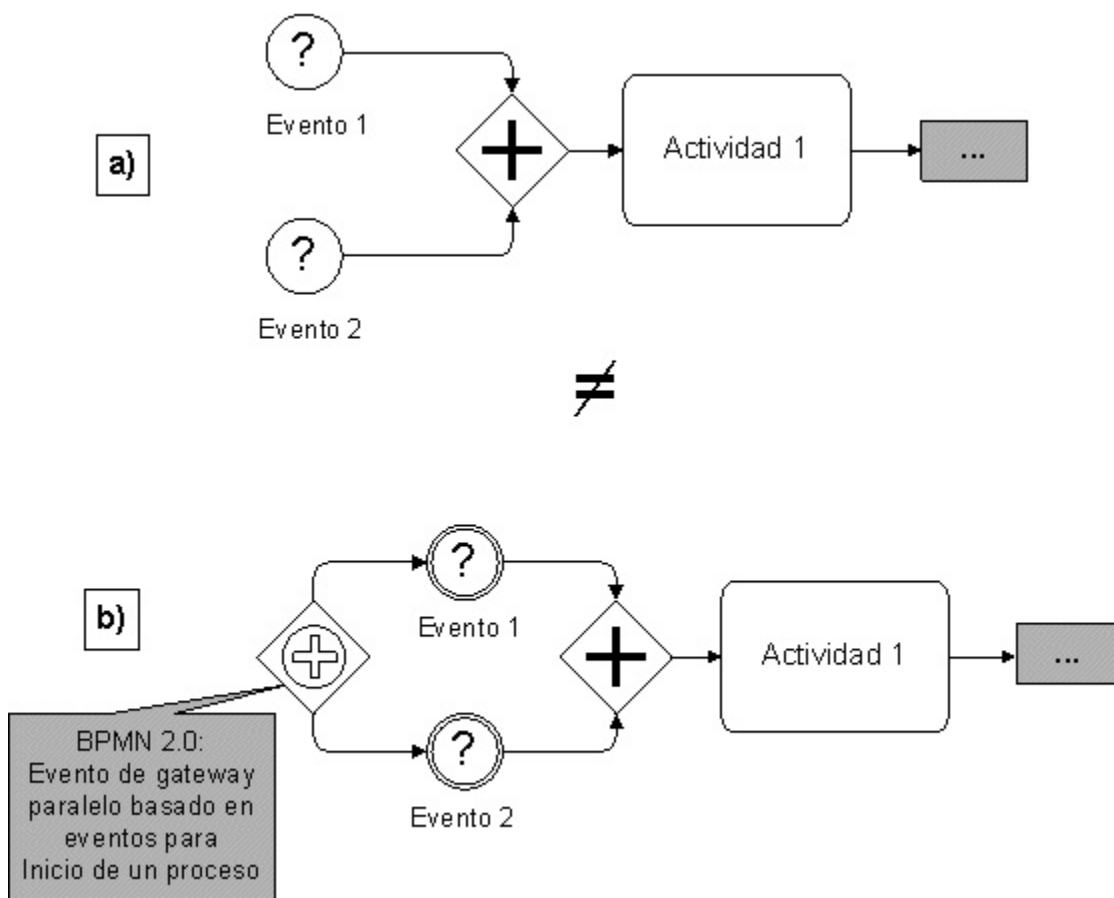 ?
Evento 1
a)
Actividad 1
...
?
Evento 2
≠
?
Evento 1
b)
Actividad 1
...
?
Evento 2
BPMN 2.0:
Evento de gateway
paralelo basado en
eventos para
Inicio de un proceso